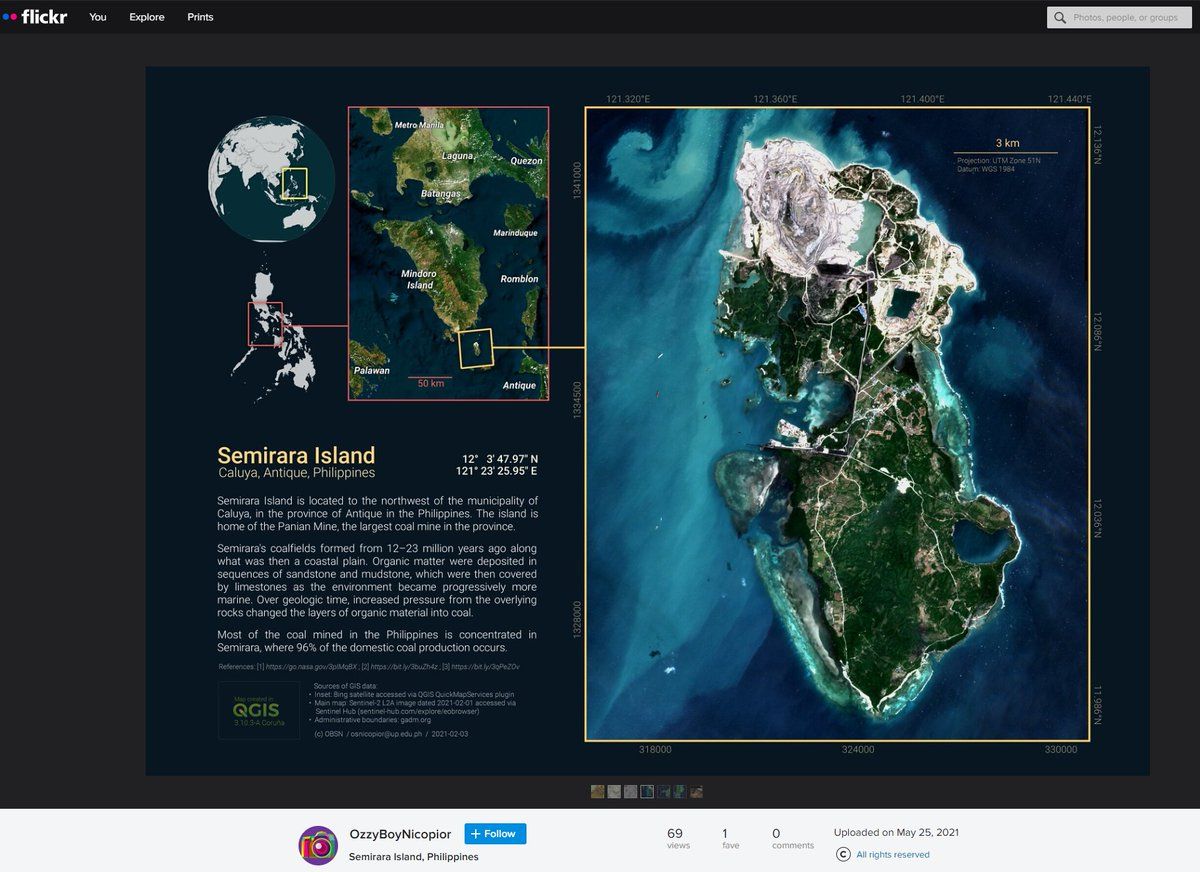 flickr
You
Explore
Prints
Photos, people, or groups
121.320°E
121.360°E
121.400°E
121.440°E
Metro Manila
Laguna
Quezon
Batangas
Marinduque
Mindoro
Island
Romblon
Palawan
50 km
Antique
3 km
Projection: UTM Zone 51N
Datum: WGS 1984
12.136°N
12.086°N
12.036°N
11.986°N
1341000
1334500
1328000
318000
324000
330000
Semirara Island
Caluya, Antique, Philippines
12° 3' 47.97" N
121° 23' 25.95" E
Semirara Island is located to the northwest of the municipality of
Caluya, in the province of Antique in the Philippines. The island is
home of the Panian Mine, the largest coal mine in the province.
Semirara's coalfields formed from 12–23 million years ago along
what was then a coastal plain. Organic matter were deposited in
sequences of sandstone and mudstone, which were then covered
by limestones as the environment became progressively more
marine. Over geologic time, increased pressure from the overlying
rocks changed the layers of organic material into coal.
Most of the coal mined in the Philippines is concentrated in
Semirara, where 96% of the domestic coal production occurs.
References: [1] https://go.nasa.gov/3plMqBX ; [2] https://bit.ly/3buZh4z ; [3] https://bit.ly/3qPeZOv
Map created in
QGIS
3.10.3-A Coruña
Sources of GIS data:
• Inset: Bing satellite accessed via QGIS QuickMapServices plugin
• Main map: Sentinel-2 L2A image dated 2021-02-01 accessed via
Sentinel Hub (sentinel-hub.com/explore/eobrowser)
• Administrative boundaries: gadm.org
(c) OBSN / osnicopior@up.edu.ph / 2021-02-03
OzzyBoyNicopior
+ Follow
Semirara Island, Philippines
69
views
1
fave
0
comments
Uploaded on May 25, 2021
© All rights reserved